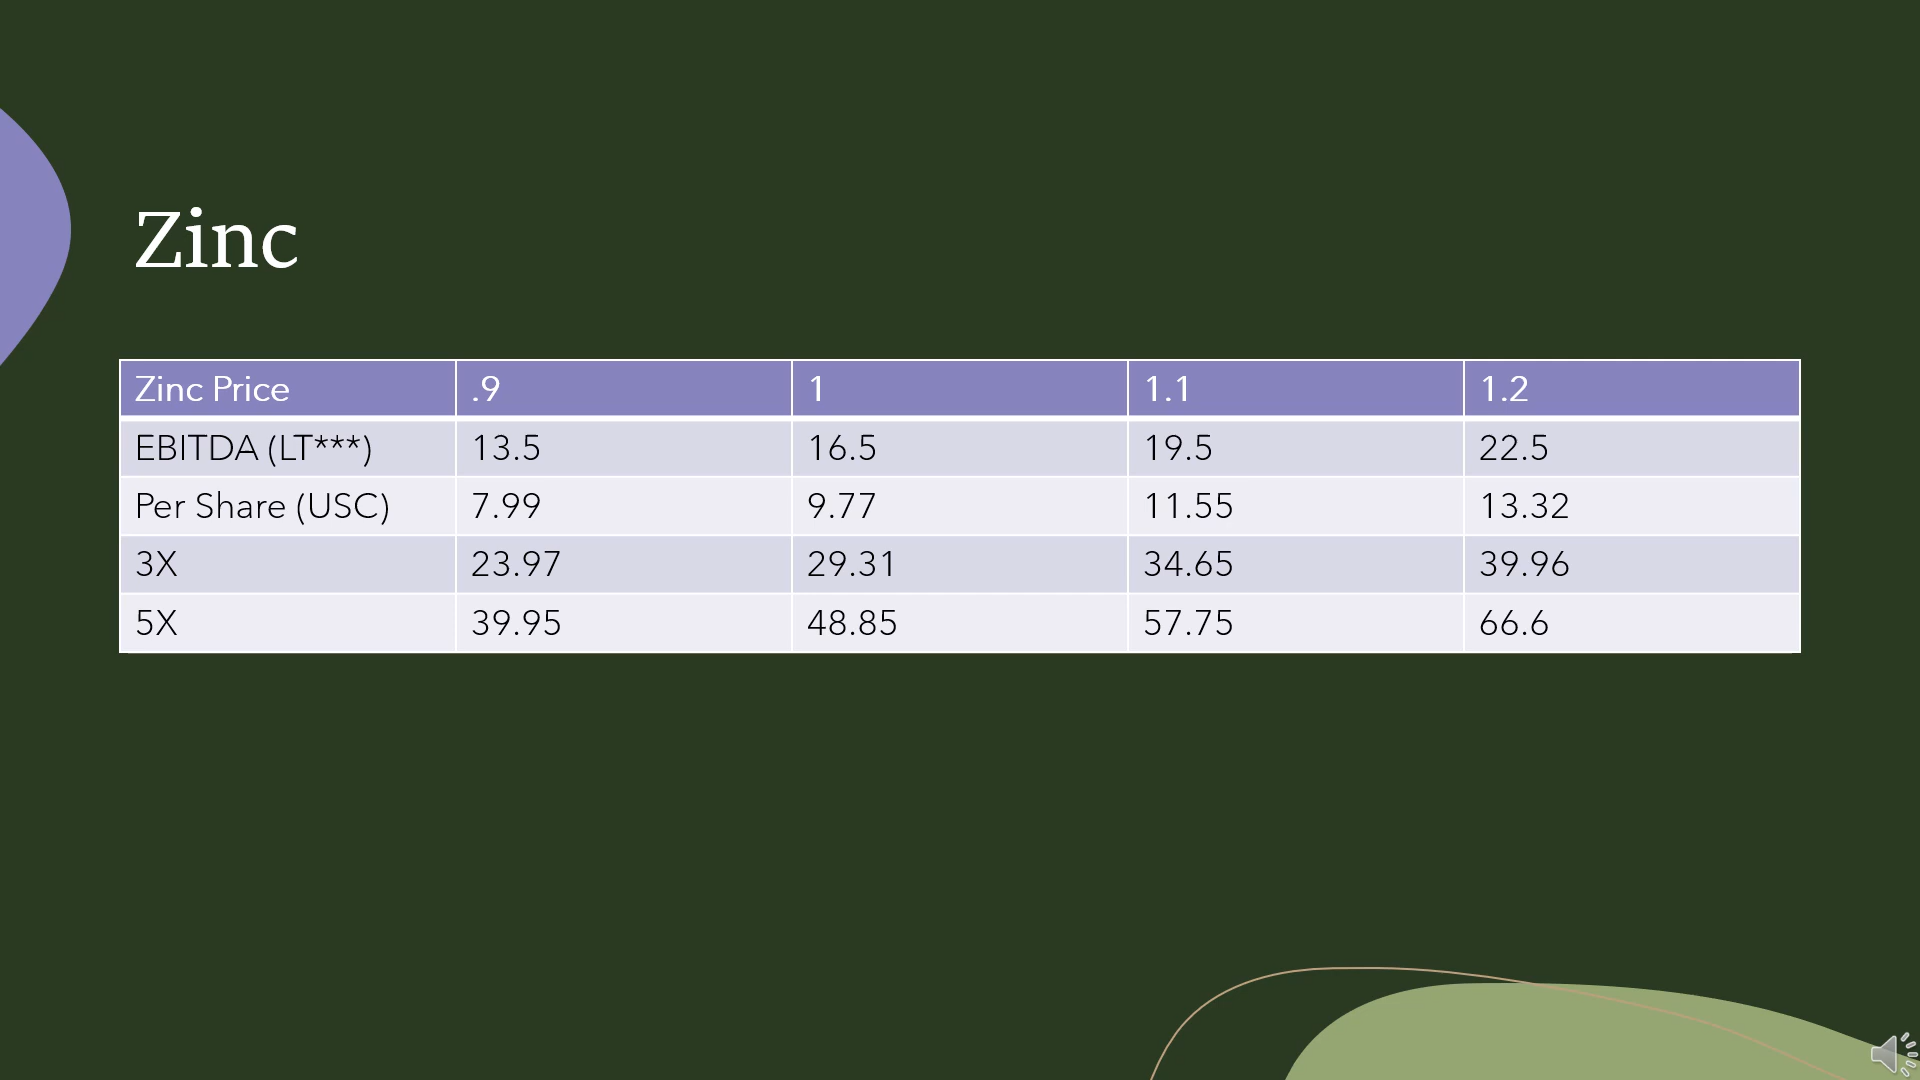 Zinc
Zinc Price .9 1 1.1 1.2
EBITDA (LT***) 13.5 16.5 19.5 22.5
Per Share (USC) 7.99 9.77 11.55 13.32
3X 23.97 29.31 34.65 39.96
5X 39.95 48.85 57.75 66.6